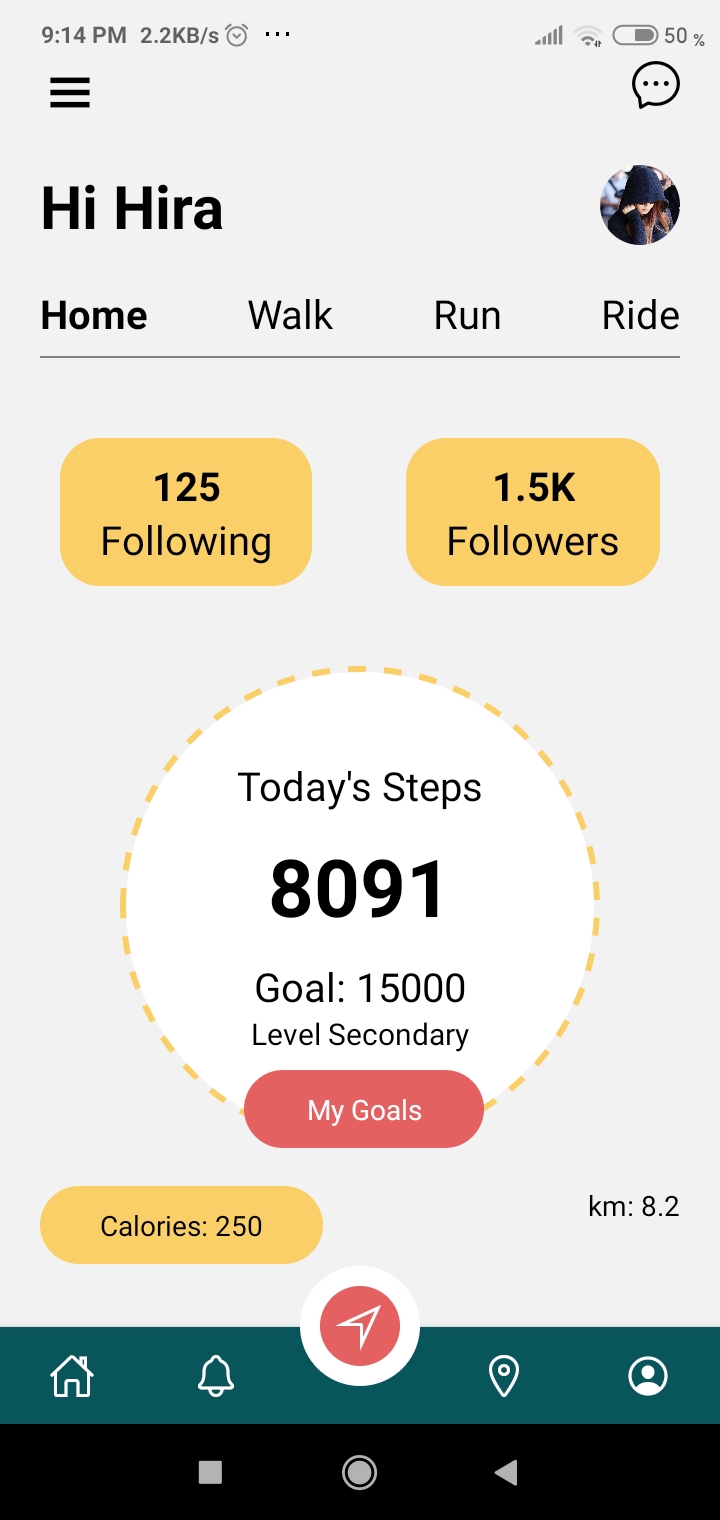 9:14 PM 2.2KB/s ... 50 %
Hi Hira
Home Walk Run Ride
125 1.5K
Following Followers
Today's Steps
8091
Goal: 15000
Level Secondary
My Goals
Calories: 250 km: 8.2